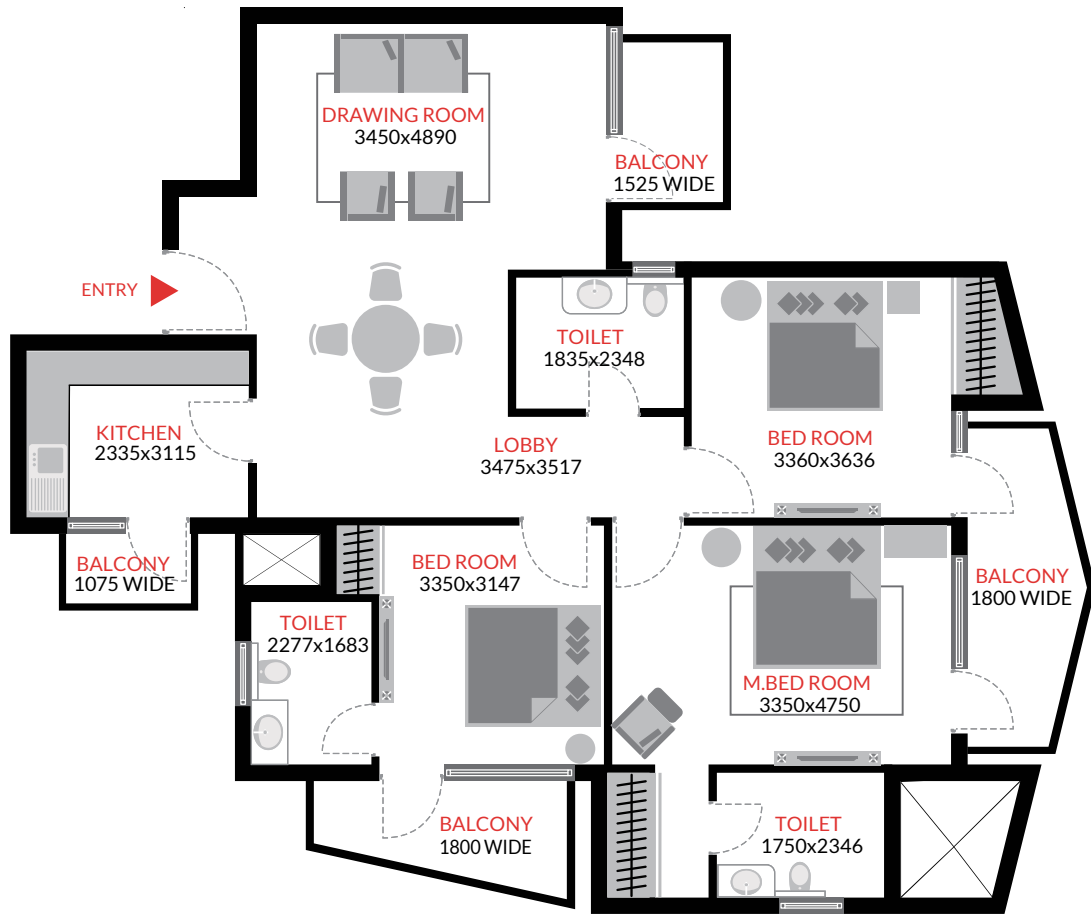 DRAWING ROOM
3450x4890
BALCONY
1525 WIDE
ENTRY
TOILET
1835x2348
KITCHEN
2335x3115
LOBBY
3475x3517
BED ROOM
3360x3636
BALCONY
1075 WIDE
BED ROOM
3350x3147
BALCONY
1800 WIDE
TOILET
2277x1683
M.BED ROOM
3350x4750
BALCONY
1800 WIDE
TOILET
1750x2346